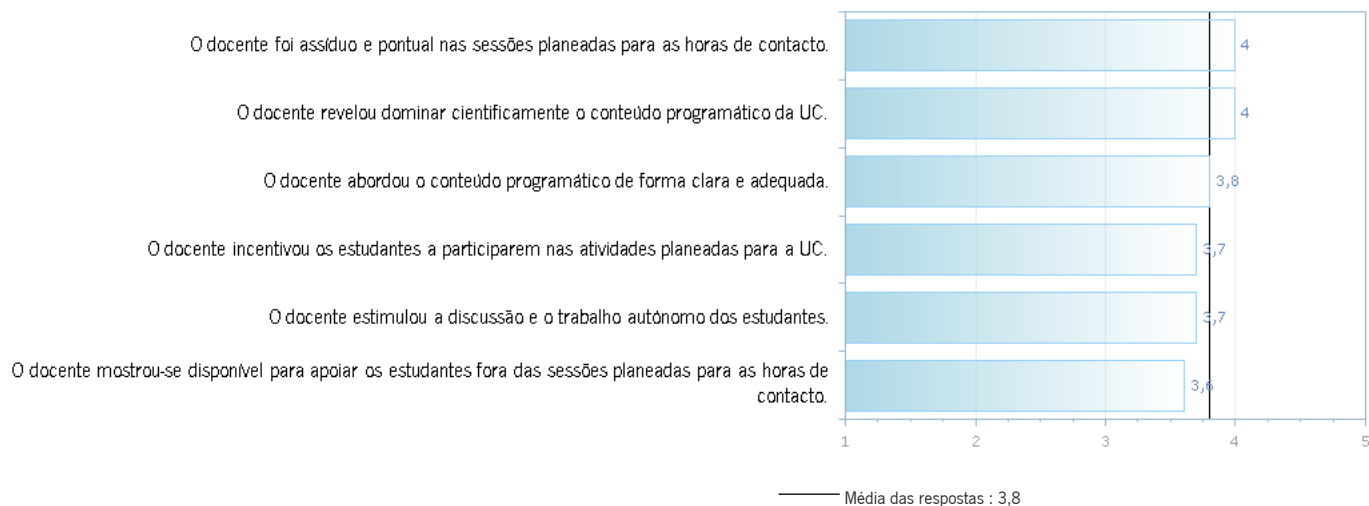 O docente foi assíduo e pontual nas sessões planeadas para as horas de contacto.
4
O docente revelou dominar cientificamente o conteúdo programático da UC.
4
O docente abordou o conteúdo programático de forma clara e adequada.
3,8
O docente incentivou os estudantes a participarem nas atividades planeadas para a UC.
3,7
O docente estimulou a discussão e o trabalho autónomo dos estudantes.
3,7
O docente mostrou-se disponível para apoiar os estudantes fora das sessões planeadas para as horas de
contacto.
3,6
1 2 3 4 5
Média das respostas : 3,8